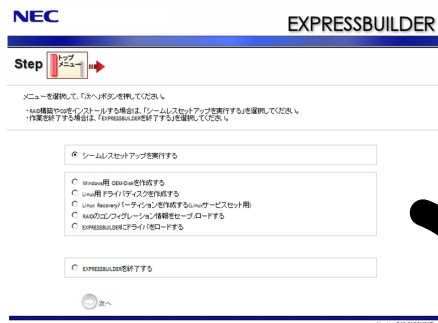 NEC
EXPRESSBUILDER
Step トップメニュー
メニューを選択して、「次へ」ボタンを押してください。
・RAID構築やOSをインストールする場合は、「シームレスセットアップを実行する」を選択してください。
・作業を終了する場合は、「EXPRESSBUILDERを終了する」を選択してください。
シームレスセットアップを実行する
Windows用 OEM-Diskを作成する
Linux用 ドライバディスクを作成する
Linux Recoveryパーティションを作成する(Linuxサービスセット用)
RAIDのコンフィグレーション情報をセーブ/ロードする
EXPRESSBUILDERにドライバをロードする
EXPRESSBUILDERを終了する
次へ